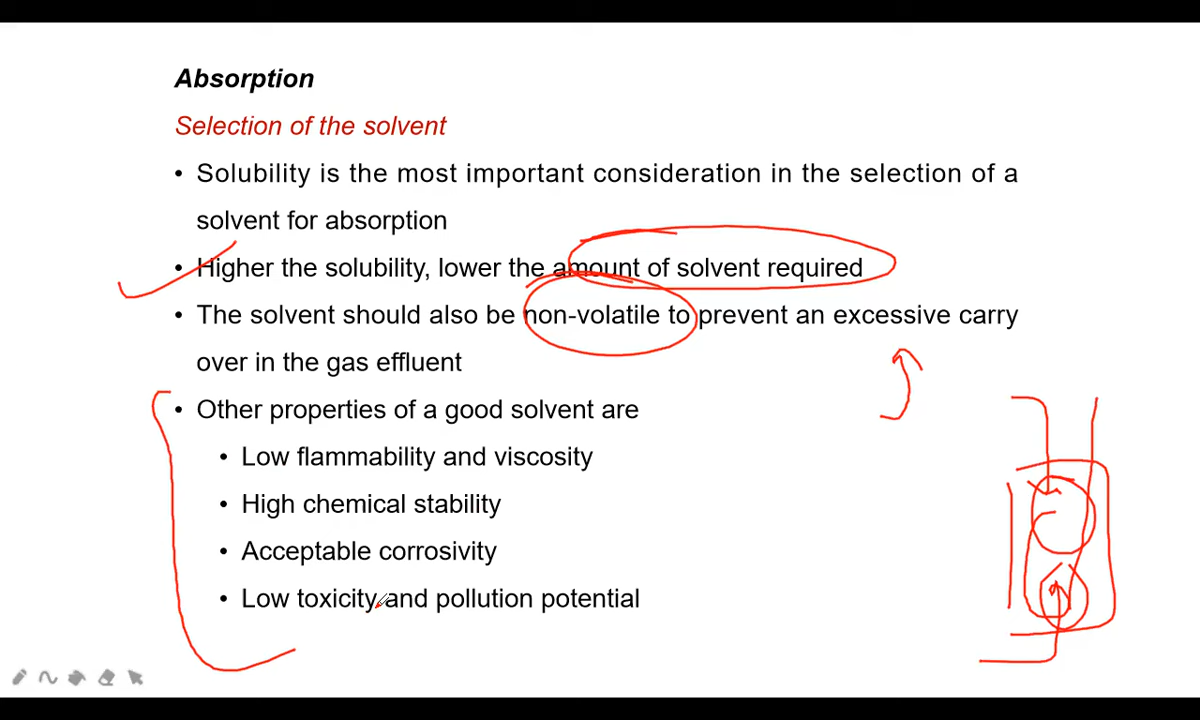 Absorption
Selection of the solvent
• Solubility is the most important consideration in the selection of a
solvent for absorption
• Higher the solubility, lower the amount of solvent required
• The solvent should also be non-volatile to prevent an excessive carry
over in the gas effluent
• Other properties of a good solvent are
• Low flammability and viscosity
• High chemical stability
• Acceptable corrosivity
• Low toxicity and pollution potential